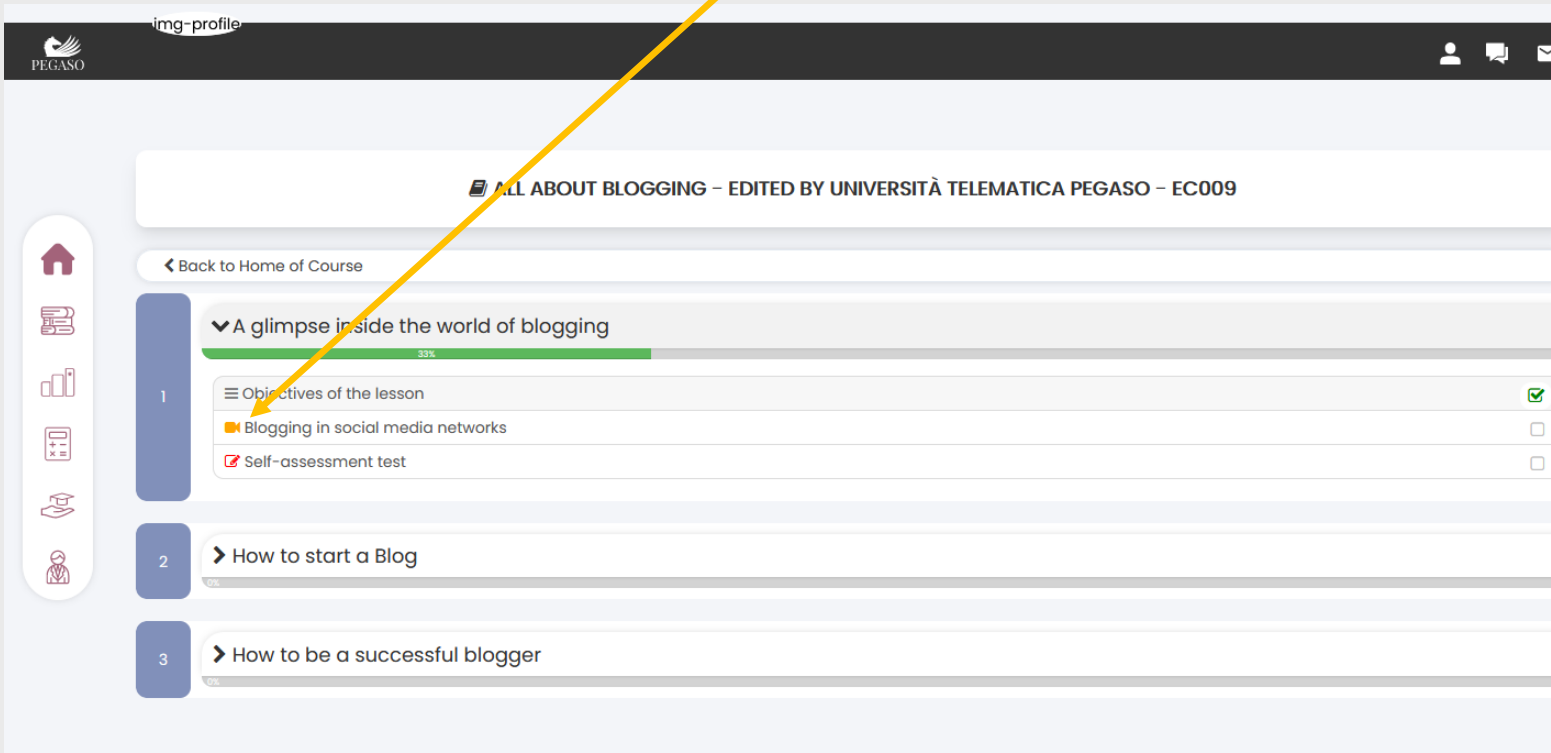 img-profile
PEGASO
ALL ABOUT BLOGGING - EDITED BY UNIVERSITÀ TELEMATICA PEGASO - EC009
Back to Home of Course
1
A glimpse inside the world of blogging
33%
Objectives of the lesson
Blogging in social media networks
Self-assessment test
2
How to start a Blog
0%
3
How to be a successful blogger
0%